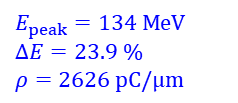 E_peak = 134 MeV
ΔE = 23.9 %
ρ = 2626 pC/μm